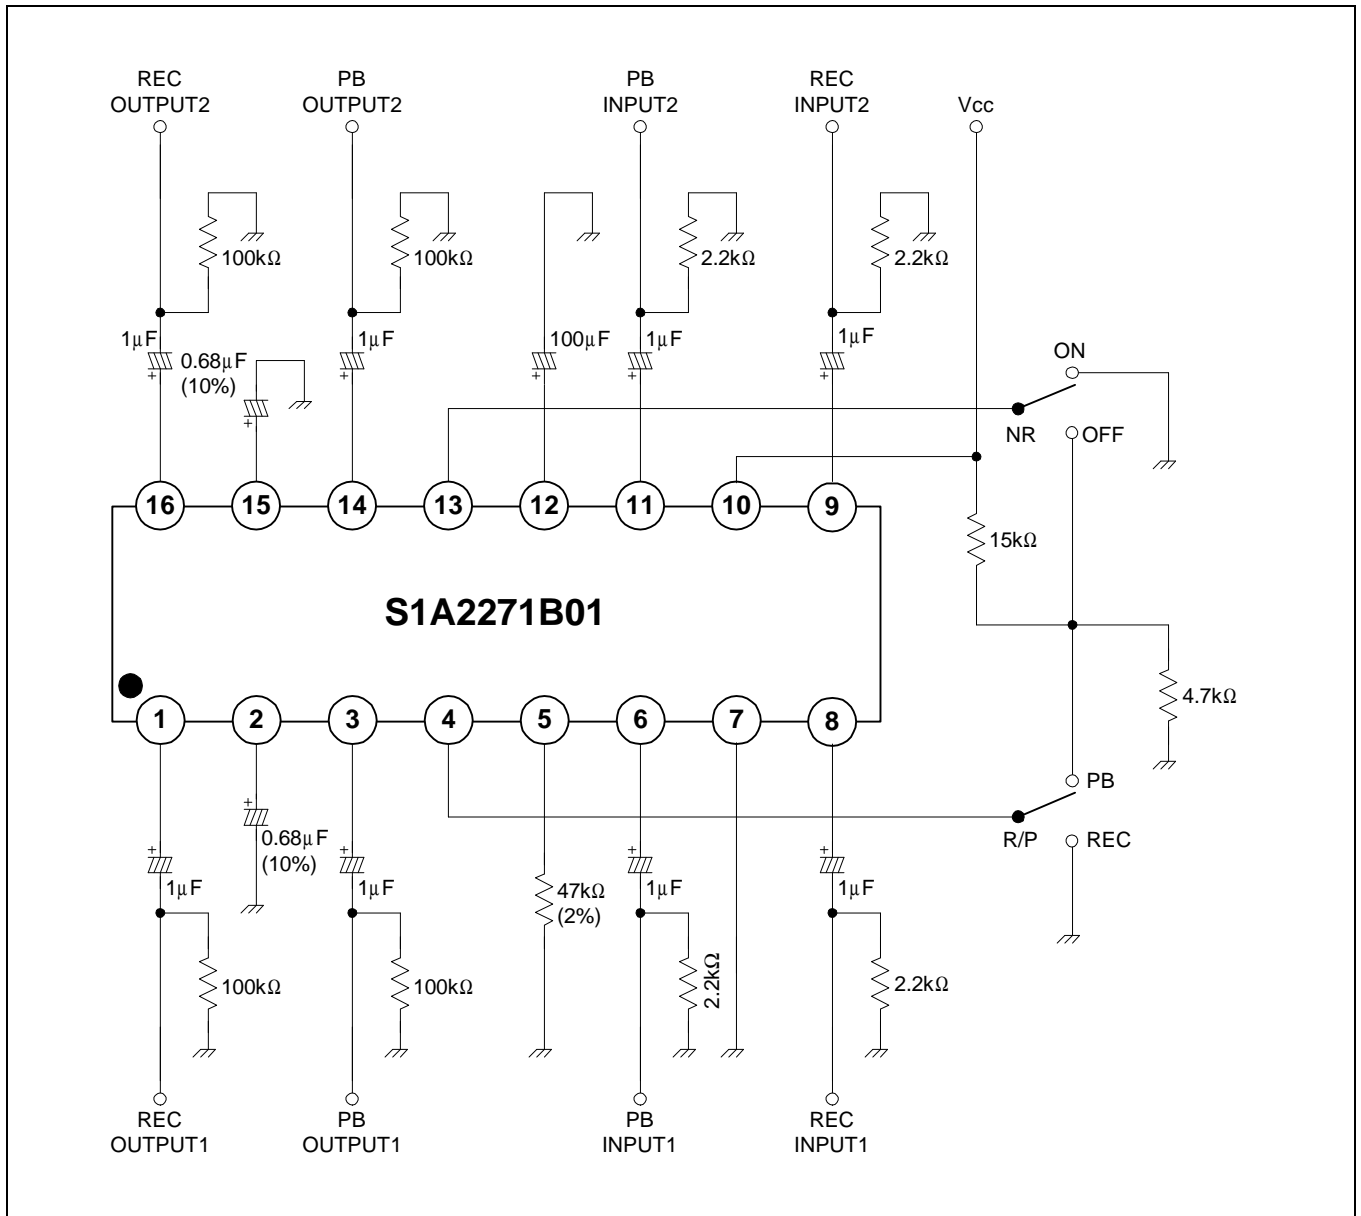 REC
OUTPUT2
PB
OUTPUT2
PB
INPUT2
REC
INPUT2
Vcc
100kΩ
100kΩ
2.2kΩ
2.2kΩ
1μF
0.68μF
(10%)
+
+
1μF
+
100μF
+
1μF
+
1μF
+
ON
NR
OFF
16
15
14
13
12
11
10
9
15kΩ
S1A2271B01
4.7kΩ
1
2
3
4
5
6
7
8
PB
R/P
REC
+
0.68μF
(10%)
+
1μF
+
1μF
47kΩ
(2%)
+
1μF
+
1μF
100kΩ
100kΩ
2.2kΩ
2.2kΩ
REC
OUTPUT1
PB
OUTPUT1
PB
INPUT1
REC
INPUT1